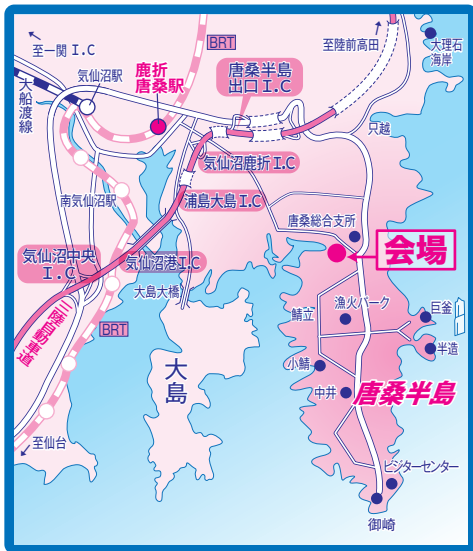 至一関 I.C
BRT
至陸前高田
大理石
海岸
気仙沼駅
鹿折
唐桑駅
唐桑半島
出口 I.C
大船渡線
只越
気仙沼鹿折 I.C
南気仙沼駅
浦島大島 I.C
唐桑総合支所
会場
気仙沼中央
I.C
気仙沼港 I.C
大島大橋
三陸自動車道
BRT
漁火パーク
鮪立
巨釜
半造
大島
小鯖
中井
唐桑半島
至仙台
ビジターセンター
御崎